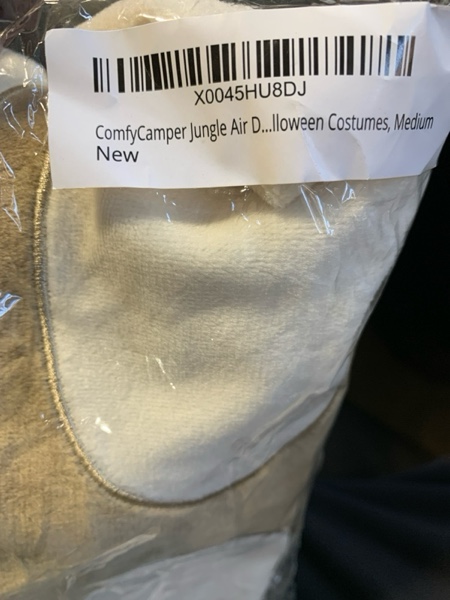 X0045HU8DJ
ComfyCamper Jungle Air D...lloween Costumes, Medium
New